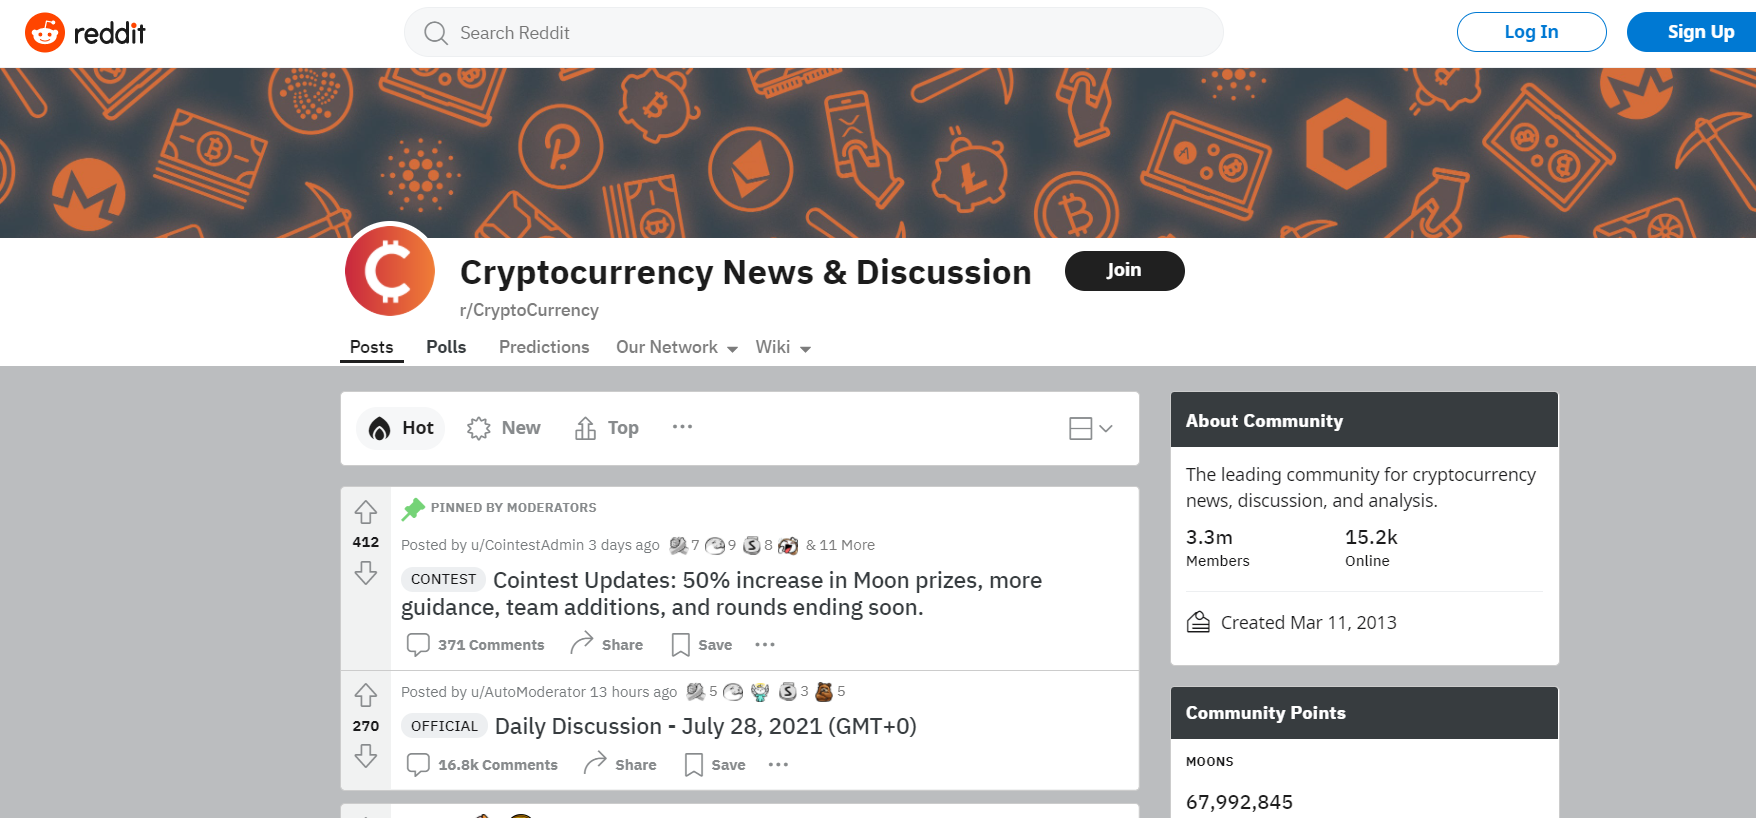 reddit
Search Reddit
Log In
Sign Up
Cryptocurrency News & Discussion
Join
r/CryptoCurrency
Posts
Polls
Predictions
Our Network
Wiki
Hot
New
Top
PINNED BY MODERATORS
412
Posted by u/CointestAdmin 3 days ago 7 9 8 & 11 More
CONTEST Cointest Updates: 50% increase in Moon prizes, more
guidance, team additions, and rounds ending soon.
371 Comments
Share
Save
Posted by u/AutoModerator 13 hours ago 5 3 5
270
OFFICIAL Daily Discussion - July 28, 2021 (GMT+0)
16.8k Comments
Share
Save
About Community
The leading community for cryptocurrency
news, discussion, and analysis.
3.3m
Members
15.2k
Online
Created Mar 11, 2013
Community Points
MOONS
67,992,845